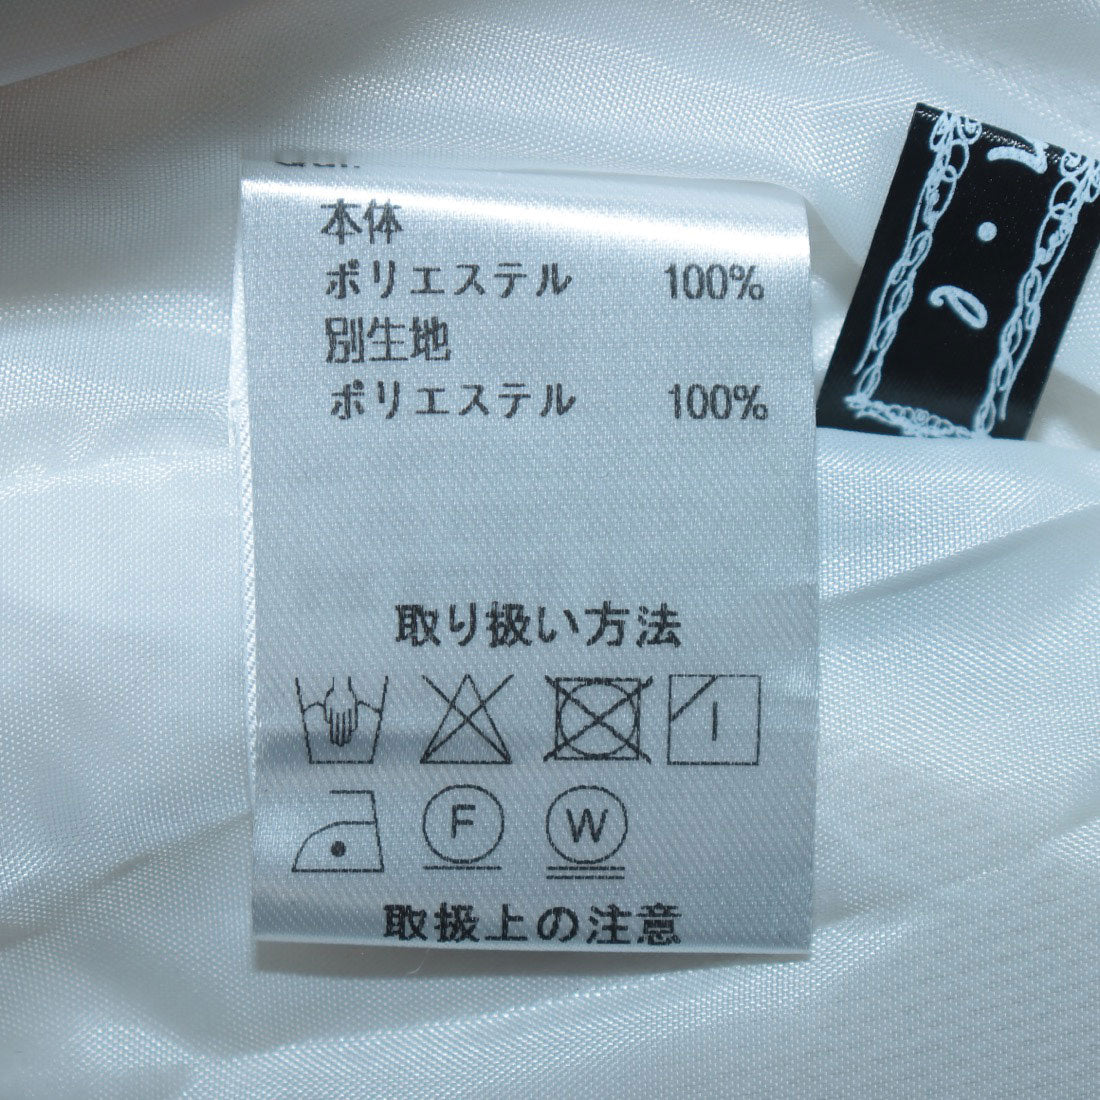 本体
ポリエステル 100%
別生地
ポリエステル 100%
取り扱い方法
F W
取扱上の注意